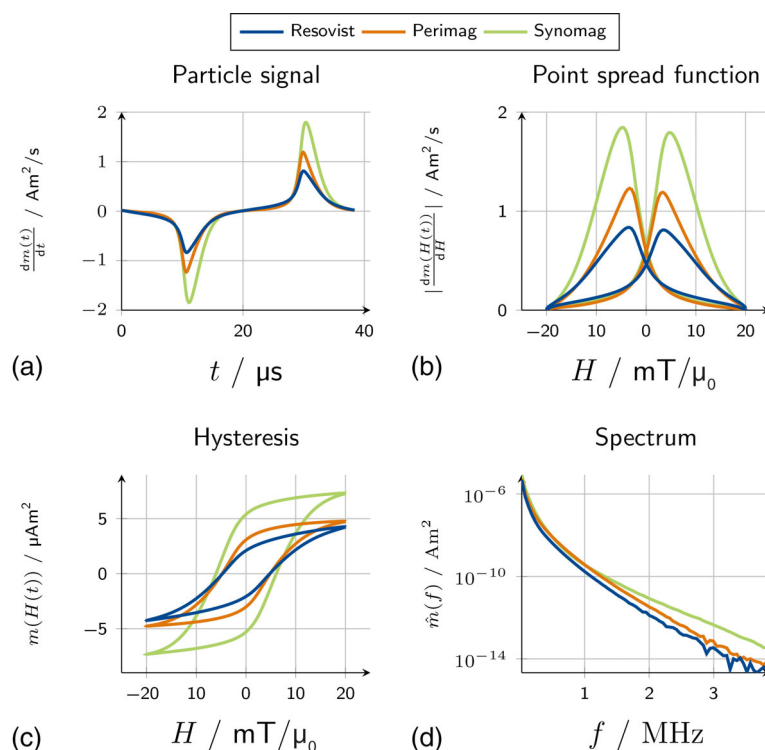 Resovist Perimag Synomag
Particle signal
dm(t)/dt / Am²/s
2
1
0
−1
−2
0 20 40
(a) t / μs
Point spread function
|dm(H(t))/dH| / Am²/s
2
1
0
−20 −10 0 10 20
(b) H / mT/μ₀
Hysteresis
m(H(t)) / μAm²
5
0
−5
−20 10 0 10 20
(c) H / mT/μ₀
Spectrum
m̂(f) / Am²
10⁻⁶
10⁻¹⁰
10⁻¹⁴
1 2 3
(d) f / MHz